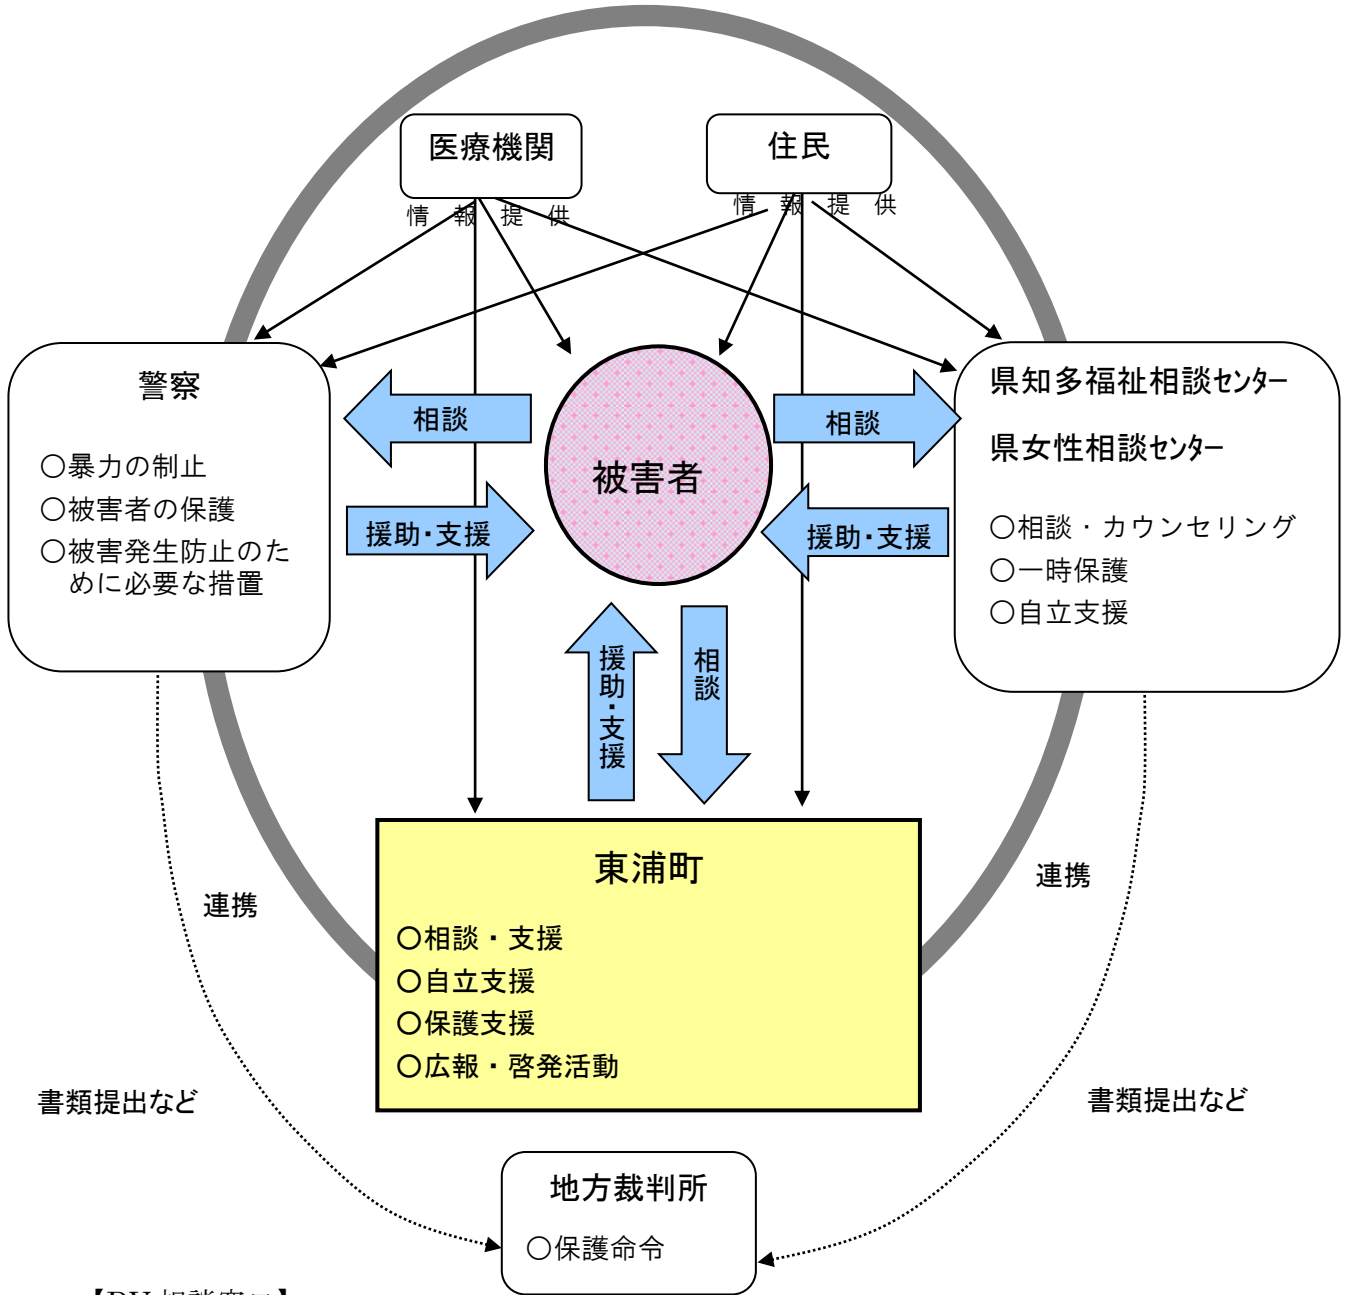 医療機関
住民
情報提供
情報提供
警察
○暴力の制止
○被害者の保護
○被害発生防止のた
めに必要な措置
相談
援助・支援
被害者
相談
援助・支援
県知多福祉相談センター
県女性相談センター
○相談・カウンセリング
○一時保護
○自立支援
援助・支援
相談
東浦町
○相談・支援
○自立支援
○保護支援
○広報・啓発活動
連携
連携
書類提出など
書類提出など
地方裁判所
○保護命令